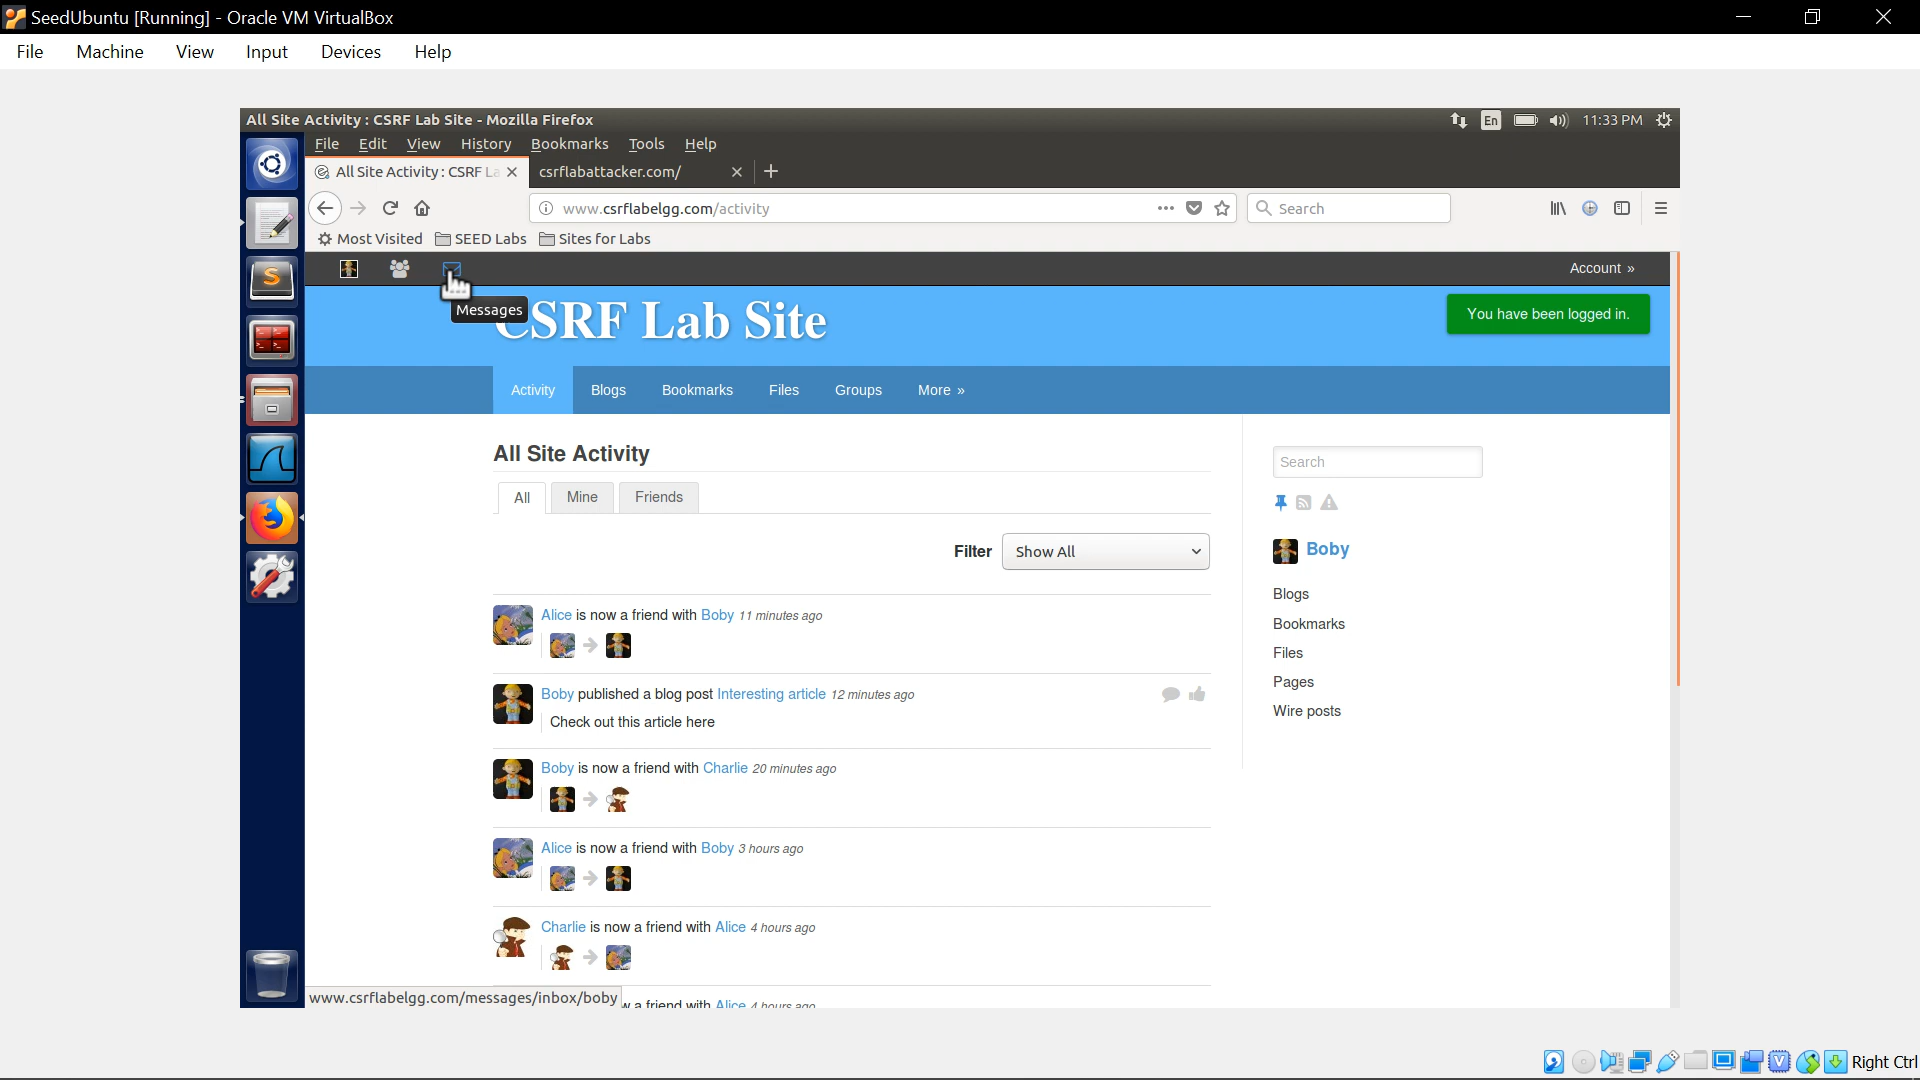 SeedUbuntu [Running] - Oracle VM VirtualBox
File Machine View Input Devices Help
All Site Activity : CSRF Lab Site - Mozilla Firefox
En 11:33 PM
File Edit View History Bookmarks Tools Help
All Site Activity : CSRF La
csrflabattacker.com/
www.csrflabelgg.com/activity
Search
Most Visited SEED Labs Sites for Labs
Account »
Messages
CSRF Lab Site
You have been logged in.
Activity Blogs Bookmarks Files Groups More »
All Site Activity
All Mine Friends
Filter Show All
Alice is now a friend with Boby 11 minutes ago
Boby published a blog post Interesting article 12 minutes ago
Check out this article here
Boby is now a friend with Charlie 20 minutes ago
Alice is now a friend with Boby 3 hours ago
Charlie is now a friend with Alice 4 hours ago
w a friend with Alice 4 hours ago
www.csrflabelgg.com/messages/inbox/boby
Search
Boby
Blogs
Bookmarks
Files
Pages
Wire posts
Right Ctrl